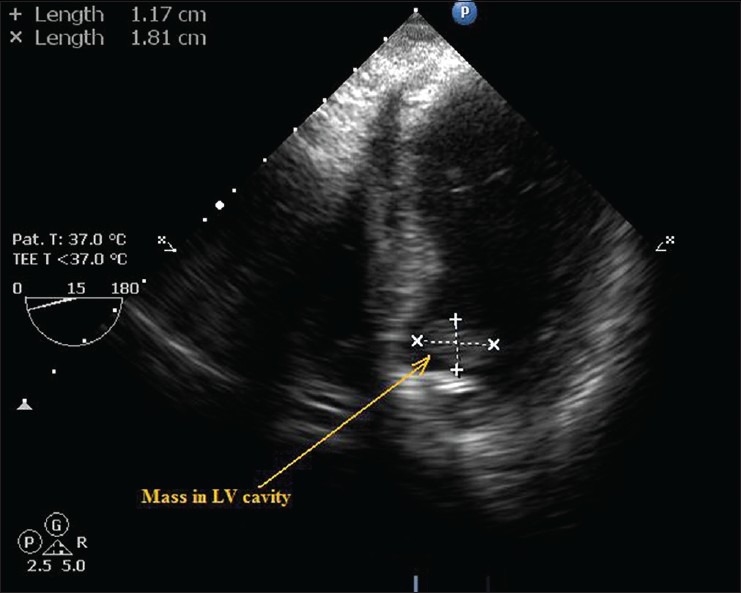 + Length 1.17 cm
× Length 1.81 cm
P
x
x
Pat. T: 37.0 °C
TEE T <37.0 °C
0 15 180
Mass in LV cavity
G
P R
2.5 5.0